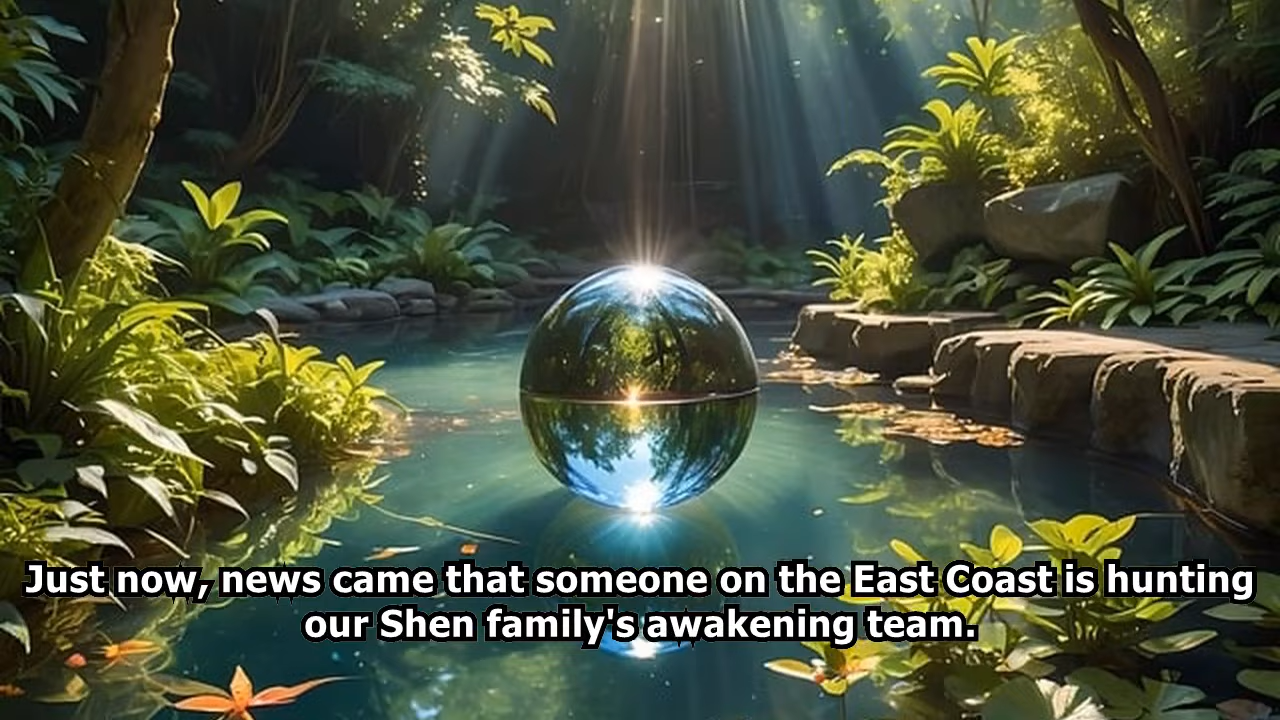 Just now, news came that someone on the East Coast is hunting
our Shen family's awakening team.